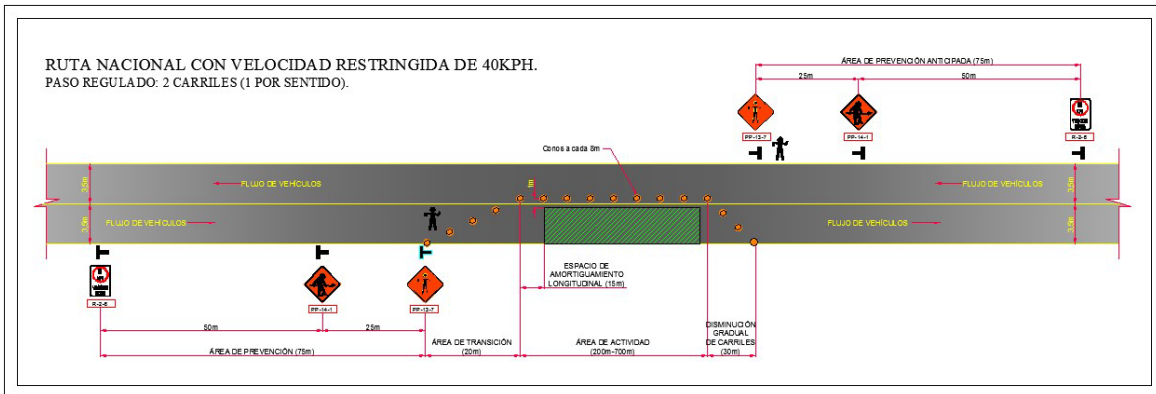 RUTA NACIONAL CON VELOCIDAD RESTRINGIDA DE 40KPH.
PASO REGULADO: 2 CARRILES (1 POR SENTIDO).
ÁREA DE PREVENCIÓN ANTICIPADA (75m)
25m
50m
PP-13-7
PP-14-1
R-2-6
Conos a cada 8m
3,5m
FLUJO DE VEHÍCULOS
1m
FLUJO DE VEHÍCULOS
3,5m
3,5m
FLUJO DE VEHÍCULOS
FLUJO DE VEHÍCULOS
3,5m
R-2-6
PP-14-1
PP-13-7
ESPACIO DE
AMORTIGUAMIENTO
LONGITUDINAL (15m)
50m
25m
ÁREA DE PREVENCIÓN (75m)
ÁREA DE TRANSICIÓN
(20m)
ÁREA DE ACTIVIDAD
(200m-700m)
DISMINUCIÓN
GRADUAL
DE CARRILES
(30m)